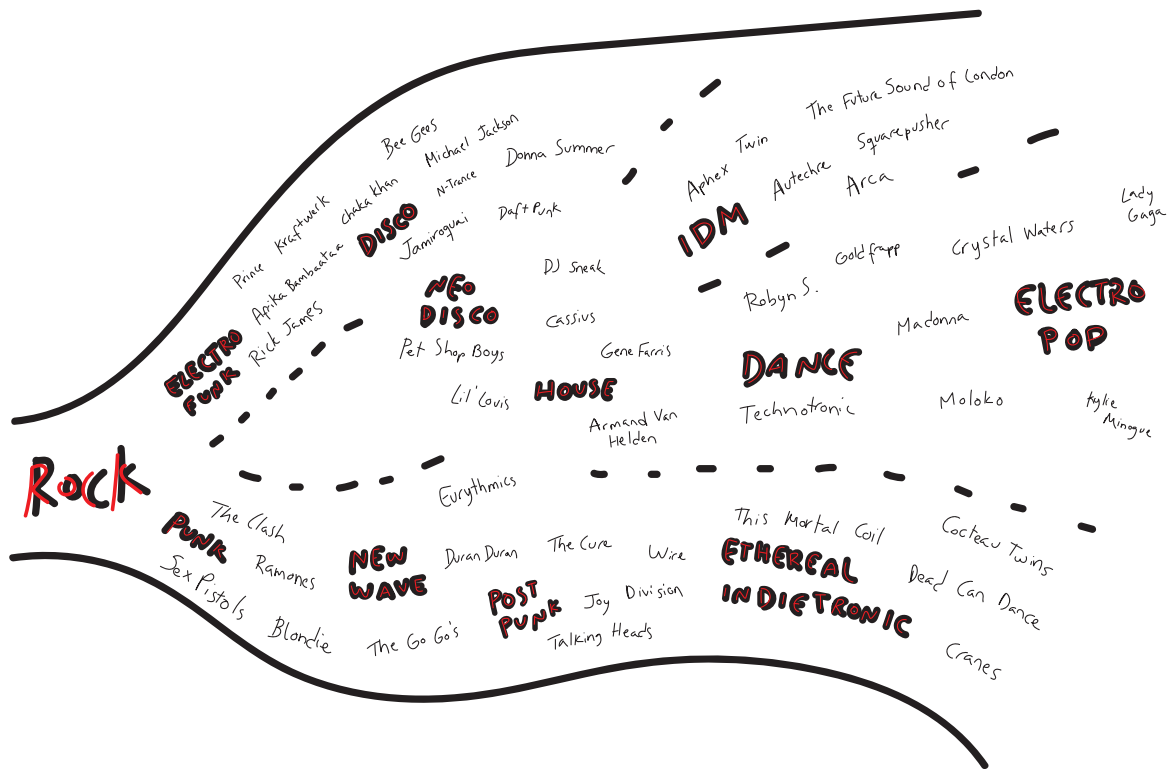 The Future Sound of London
Bee Gees
Michael Jackson
Donna Summer
Aphex Twin
Squarepusher
Autechre
Arca
Prince
Kraftwerk
Chaka Khan
N-Trance
DISCO
Daft Punk
IDM
Lady
Gaga
Afrika Bambaataa
Jamiroquai
Goldfrapp
Crystal Waters
DJ Sneak
Rick James
NEO
DISCO
Cassius
Robyn S.
Madonna
ELECTRO
POP
ELECTRO
FUNK
Pet Shop Boys
Gene Farris
DANCE
Lil' Louis
HOUSE
Technotronic
Moloko
Kylie
Minogue
Armand Van
Helden
ROCK
Eurythmics
The Clash
PUNK
Ramones
Sex Pistols
Blondie
NEW
WAVE
Duran Duran
The Cure
Wire
The Go Go's
POST
PUNK
Joy Division
Talking Heads
This Mortal Coil
Cocteau Twins
ETHEREAL
INDIETRONIC
Dead Can Dance
Cranes